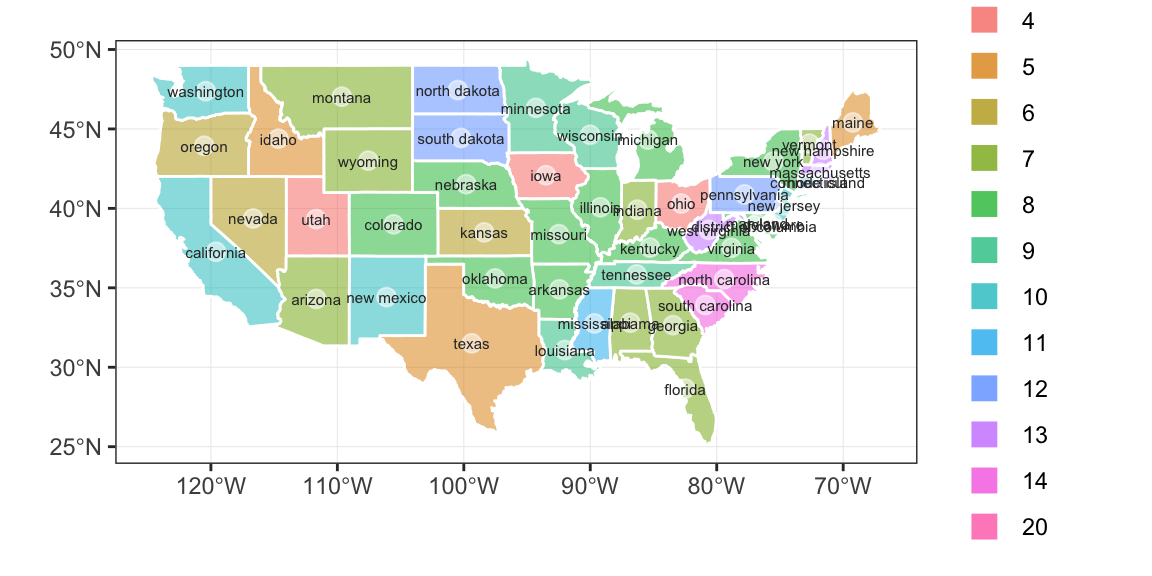 50°N
45°N
40°N
35°N
30°N
25°N
120°W
110°W
100°W
90°W
80°W
70°W
washington
montana
north dakota
minnesota
maine
oregon
idaho
wyoming
south dakota
wisconsin
michigan
vermont
new hampshire
new york
massachusetts
rhode island
iowa
nebraska
pennsylvania
new jersey
nevada
utah
colorado
kansas
missouri
illinois
indiana
ohio
west virginia
district of columbia
virginia
kentucky
california
arizona
new mexico
oklahoma
arkansas
tennessee
north carolina
south carolina
texas
louisiana
mississippi
alabama
georgia
florida
4
5
6
7
8
9
10
11
12
13
14
20